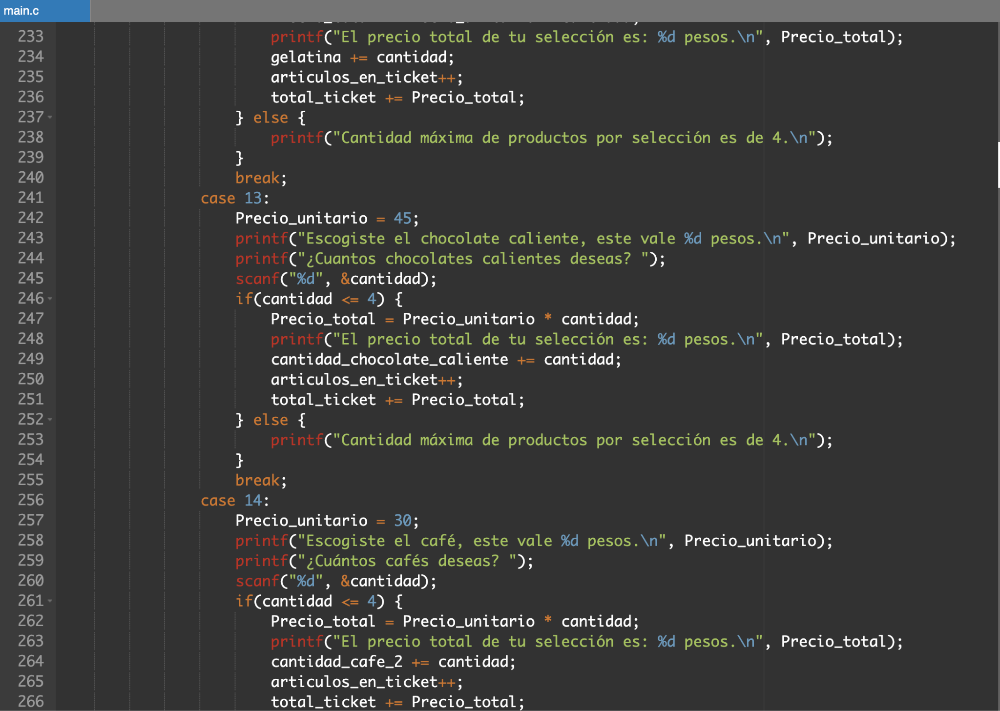 main.c
233 printf("El precio total de tu selección es: %d pesos.\n", Precio_total);
234 gelatina += cantidad;
235 articulos_en_ticket++;
236 total_ticket += Precio_total;
237 } else {
238 printf("Cantidad máxima de productos por selección es de 4.\n");
239 }
240 break;
241 case 13:
242 Precio_unitario = 45;
243 printf("Escogiste el chocolate caliente, este vale %d pesos.\n", Precio_unitario);
244 printf("¿Cuantos chocolates calientes deseas? ");
245 scanf("%d", &cantidad);
246 if(cantidad <= 4) {
247 Precio_total = Precio_unitario * cantidad;
248 printf("El precio total de tu selección es: %d pesos.\n", Precio_total);
249 cantidad_chocolate_caliente += cantidad;
250 articulos_en_ticket++;
251 total_ticket += Precio_total;
252 } else {
253 printf("Cantidad máxima de productos por selección es de 4.\n");
254 }
255 break;
256 case 14:
257 Precio_unitario = 30;
258 printf("Escogiste el café, este vale %d pesos.\n", Precio_unitario);
259 printf("¿Cuántos cafés deseas? ");
260 scanf("%d", &cantidad);
261 if(cantidad <= 4) {
262 Precio_total = Precio_unitario * cantidad;
263 printf("El precio total de tu selección es: %d pesos.\n", Precio_total);
264 cantidad_cafe_2 += cantidad;
265 articulos_en_ticket++;
266 total_ticket += Precio_total;